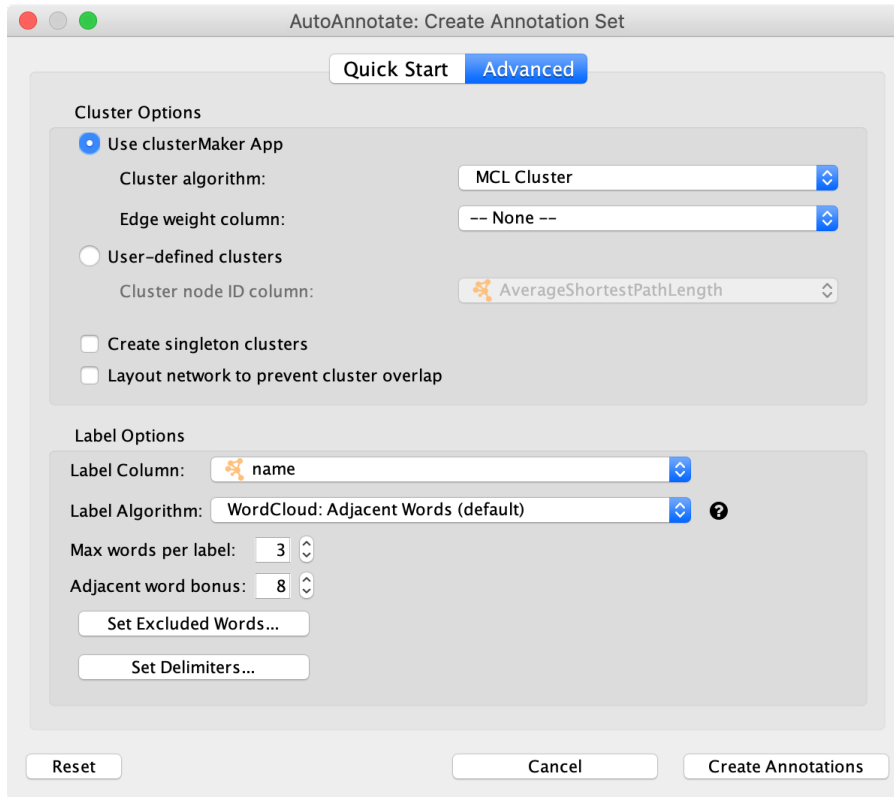 AutoAnnotate: Create Annotation Set
Quick Start Advanced
Cluster Options
Use clusterMaker App
Cluster algorithm: MCL Cluster
Edge weight column: -- None --
User-defined clusters
Cluster node ID column: AverageShortestPathLength
Create singleton clusters
Layout network to prevent cluster overlap
Label Options
Label Column: name
Label Algorithm: WordCloud: Adjacent Words (default) ?
Max words per label: 3
Adjacent word bonus: 8
Set Excluded Words...
Set Delimiters...
Reset Cancel Create Annotations